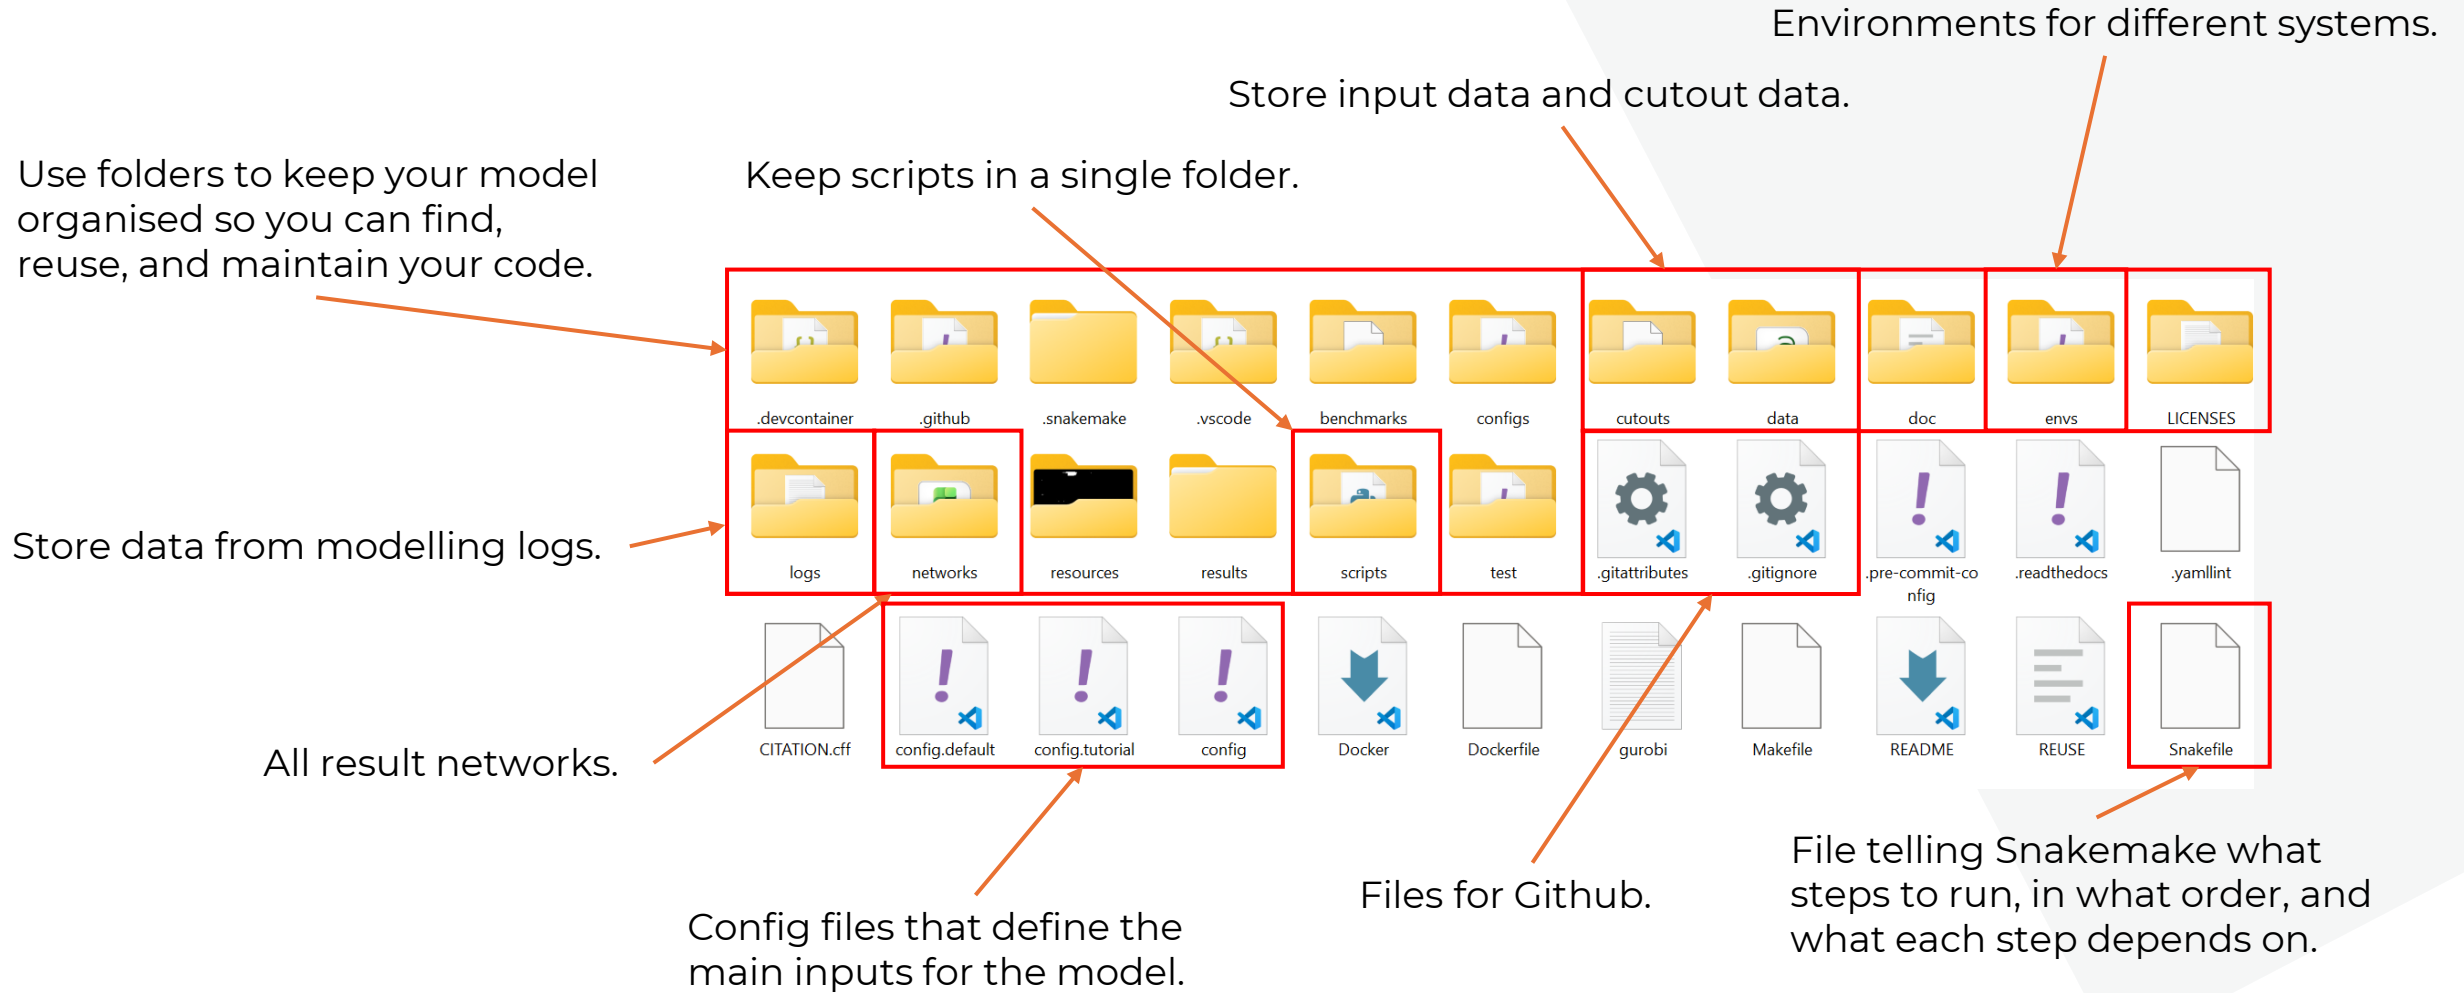 Environments for different systems.
Store input data and cutout data.
Use folders to keep your model
organised so you can find,
reuse, and maintain your code.
Keep scripts in a single folder.
.devcontainer
.github
.snakemake
.vscode
benchmarks
configs
cutouts
data
doc
envs
LICENSES
Store data from modelling logs.
logs
networks
resources
results
scripts
test
.gitattributes
.gitignore
.pre-commit-co
nfig
.readthedocs
.yamllint
CITATION.cff
config.default
config.tutorial
config
Docker
Dockerfile
gurobi
Makefile
README
REUSE
Snakefile
All result networks.
Config files that define the
main inputs for the model.
Files for Github.
File telling Snakemake what
steps to run, in what order, and
what each step depends on.